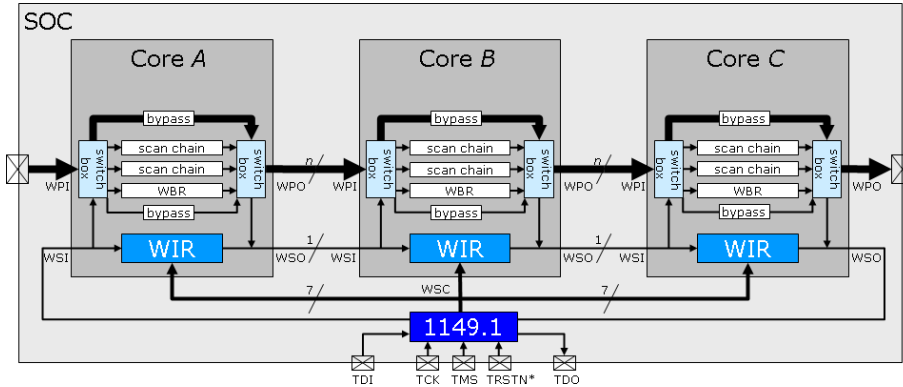 SOC
Core A
Core B
Core C
bypass
bypass
bypass
switch box
scan chain
switch box
switch box
scan chain
switch box
switch box
scan chain
switch box
n
n
scan chain
scan chain
scan chain
WPI
WBR
WPO
WPI
WBR
WPO
WPI
WBR
WPO
bypass
bypass
bypass
WSI
WIR
WSO
1
WSI
WIR
WSO
1
WSI
WIR
WSO
7
WSC
7
1149.1
TDI
TCK
TMS
TRSTN*
TDO